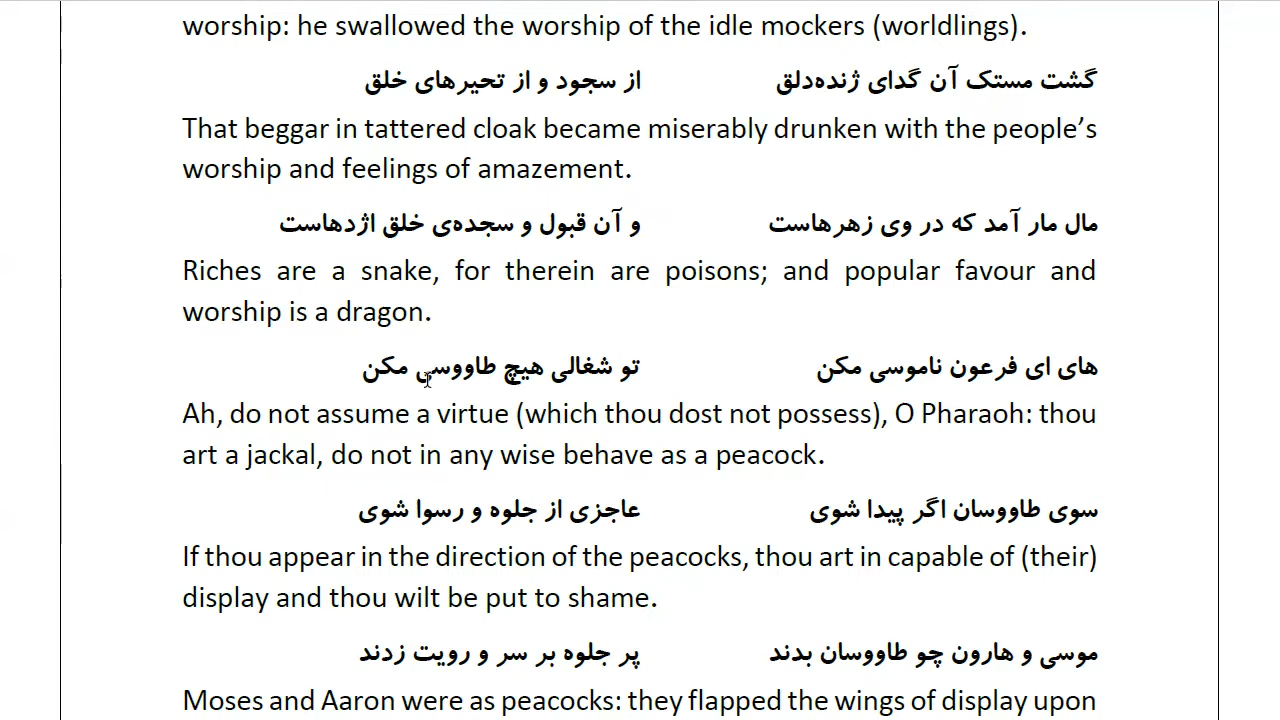 worship: he swallowed the worship of the idle mockers (worldlings).
گشت مستک آن گدای ژنده‌دلق از سجود و از تحیرهای خلق
That beggar in tattered cloak became miserably drunken with the people’s
worship and feelings of amazement.
مال مار آمد که در وی زهرهاست و آن قبول و سجده‌ی خلق اژدهاست
Riches are a snake, for therein are poisons; and popular favour and
worship is a dragon.
های ای فرعون ناموسی مکن تو شغالی هیچ طاووسی مکن
Ah, do not assume a virtue (which thou dost not possess), O Pharaoh: thou
art a jackal, do not in any wise behave as a peacock.
سوی طاووسان اگر پیدا شوی عاجزی از جلوه و رسوا شوی
If thou appear in the direction of the peacocks, thou art in capable of (their)
display and thou wilt be put to shame.
موسی و هارون چو طاووسان بدند پر جلوه بر سر و رویت زدند
Moses and Aaron were as peacocks: they flapped the wings of display upon